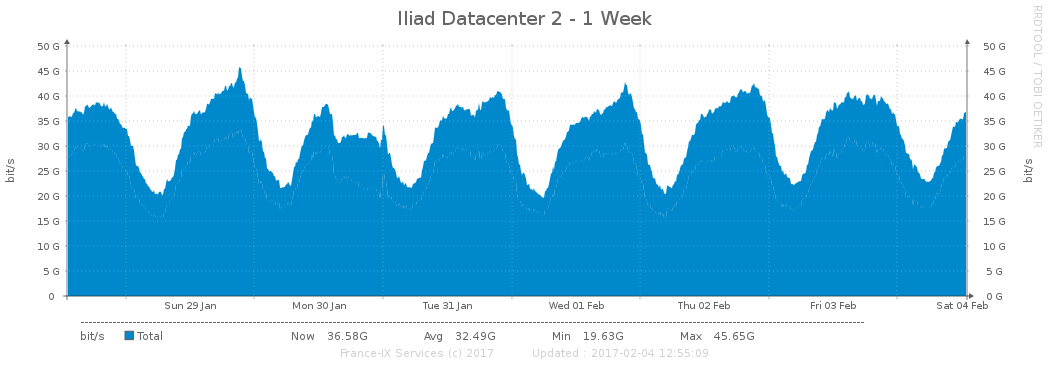 Iliad Datacenter 2 - 1 Week
RRDTOOL / TOBI OETIKER
bit/s
50 G 50 G
45 G 45 G
40 G 40 G
35 G 35 G
30 G 30 G
25 G 25 G
20 G 20 G
15 G 15 G
10 G 10 G
5 G 5 G
0 0 G
bit/s
Sun 29 Jan Mon 30 Jan Tue 31 Jan Wed 01 Feb Thu 02 Feb Fri 03 Feb Sat 04 Feb
bit/s Total Now 36.58G Avg 32.49G Min 19.63G Max 45.65G
France-IX Services (c) 2017 Updated : 2017-02-04 12:55:09